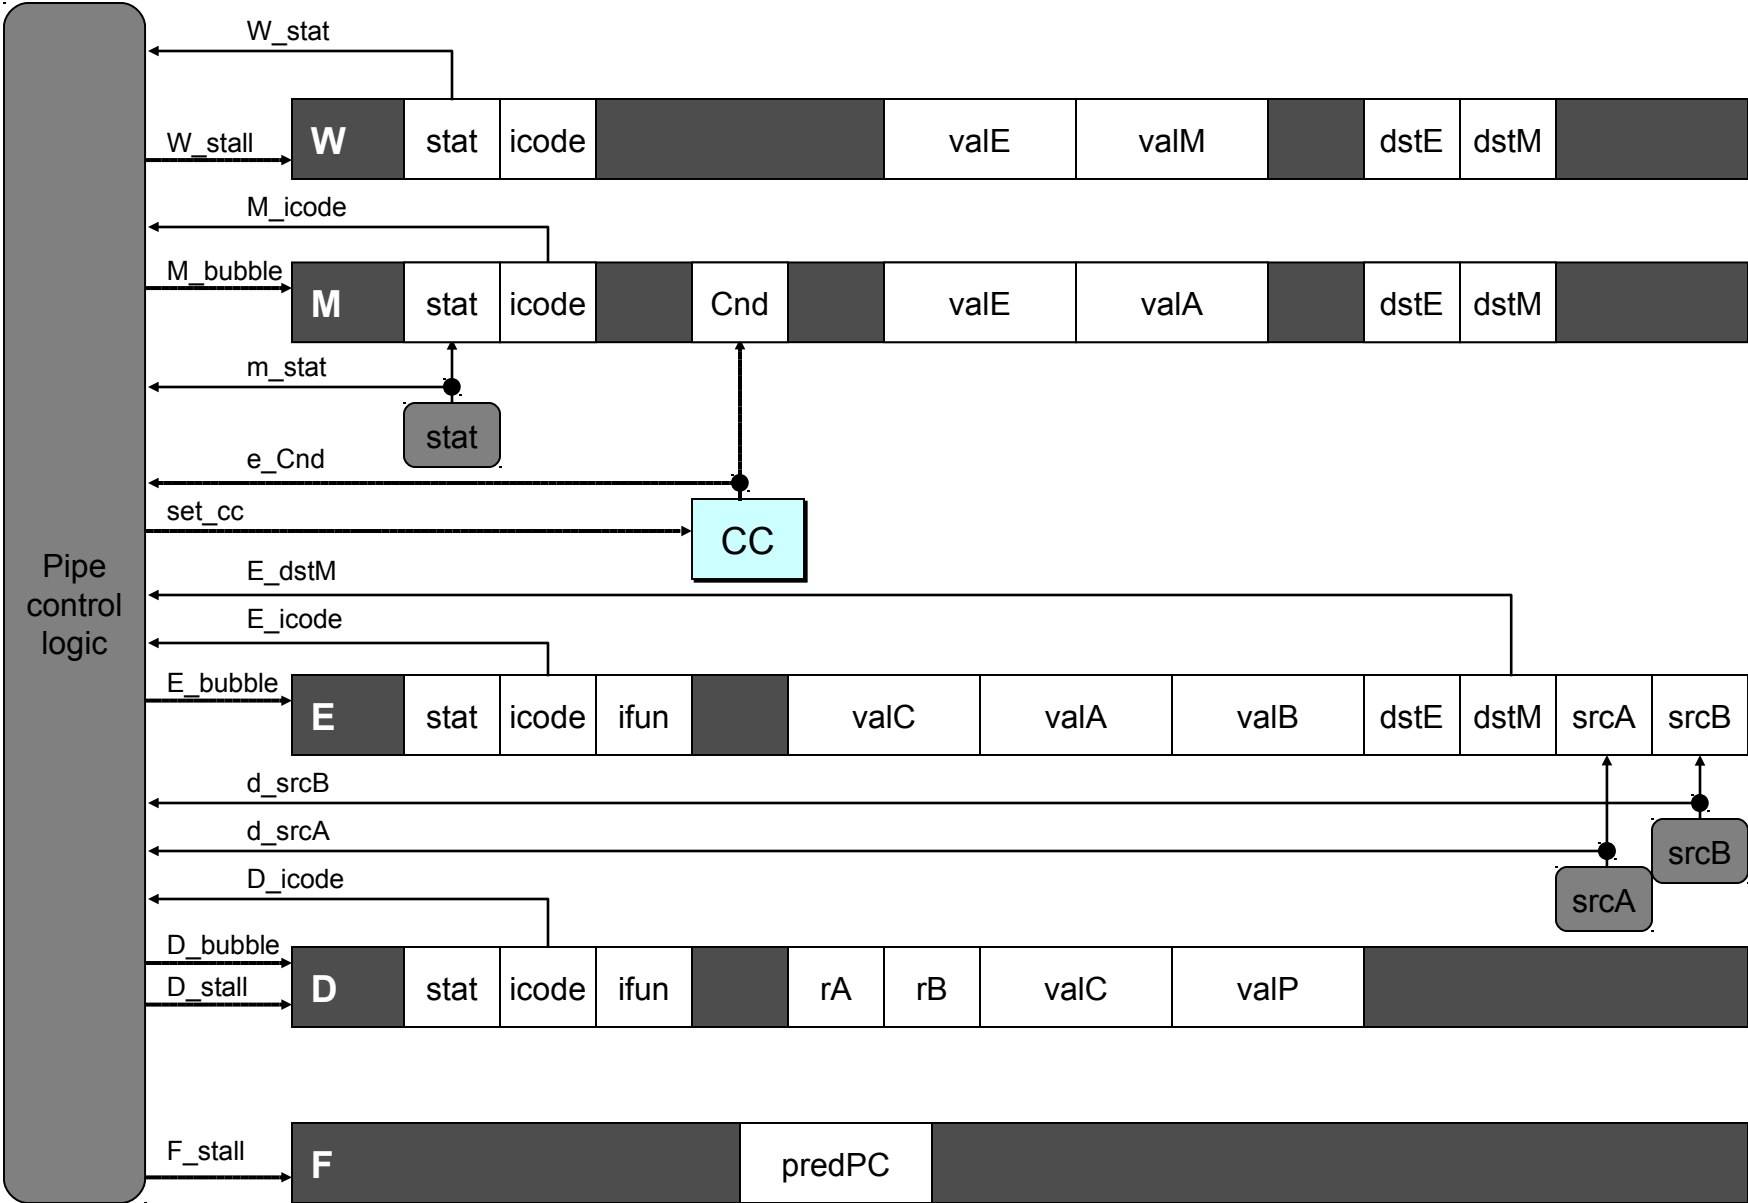 W_stat
W_stall
W stat icode valE valM dstE dstM
M_icode
M_bubble
M stat icode Cnd valE valA dstE dstM
m_stat
stat
e_Cnd
set_cc
CC
Pipe
control
logic
E_dstM
E_icode
E_bubble
E stat icode ifun valC valA valB dstE dstM srcA srcB
d_srcB
d_srcA
srcB
D_icode
srcA
D_bubble
D_stall
D stat icode ifun rA rB valC valP
F_stall
F predPC